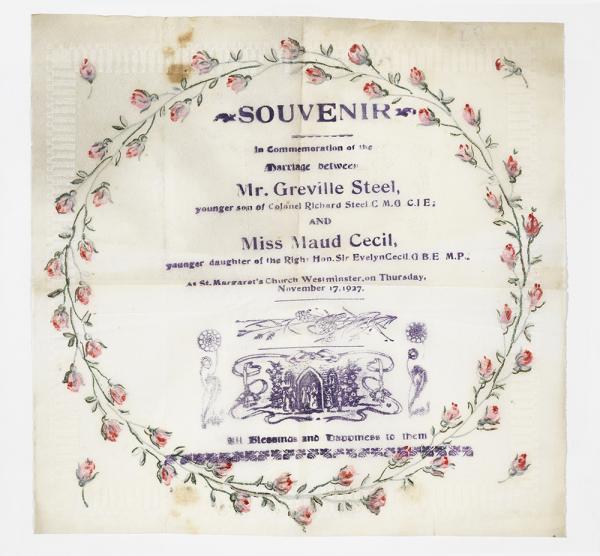 SOUVENIR
In Commemoration of the
Marriage between
Mr. Greville Steel,
younger son of Colonel Richard Steel C.M.G C.I E;
AND
Miss Maud Cecil,
younger daughter of the Right Hon. Sir Evelyn Cecil. G B.E M.P..
At St. Margaret's Church Westminster, on Thursday,
November 17, 1927.
All Blessings and Happiness to them